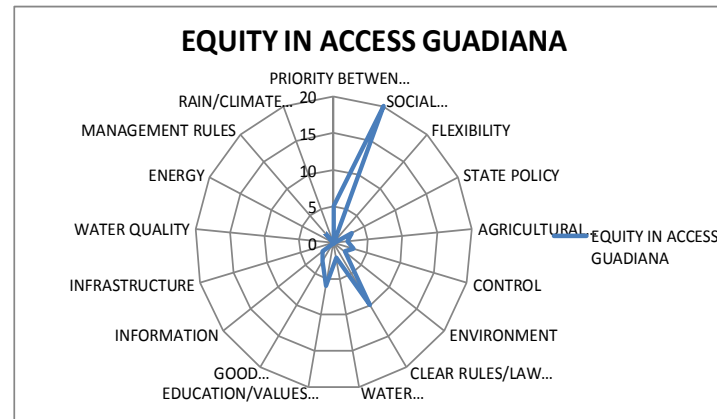 EQUITY IN ACCESS GUADIANA
PRIORITY BETWEN...
SOCIAL...
FLEXIBILITY
STATE POLICY
AGRICULTURAL...
CONTROL
ENVIRONMENT
CLEAR RULES/LAW...
WATER...
EDUCATION/VALUES...
GOOD...
INFORMATION
INFRASTRUCTURE
WATER QUALITY
ENERGY
MANAGEMENT RULES
RAIN/CLIMATE...
20
15
10
5
0
EQUITY IN ACCESS
GUADIANA